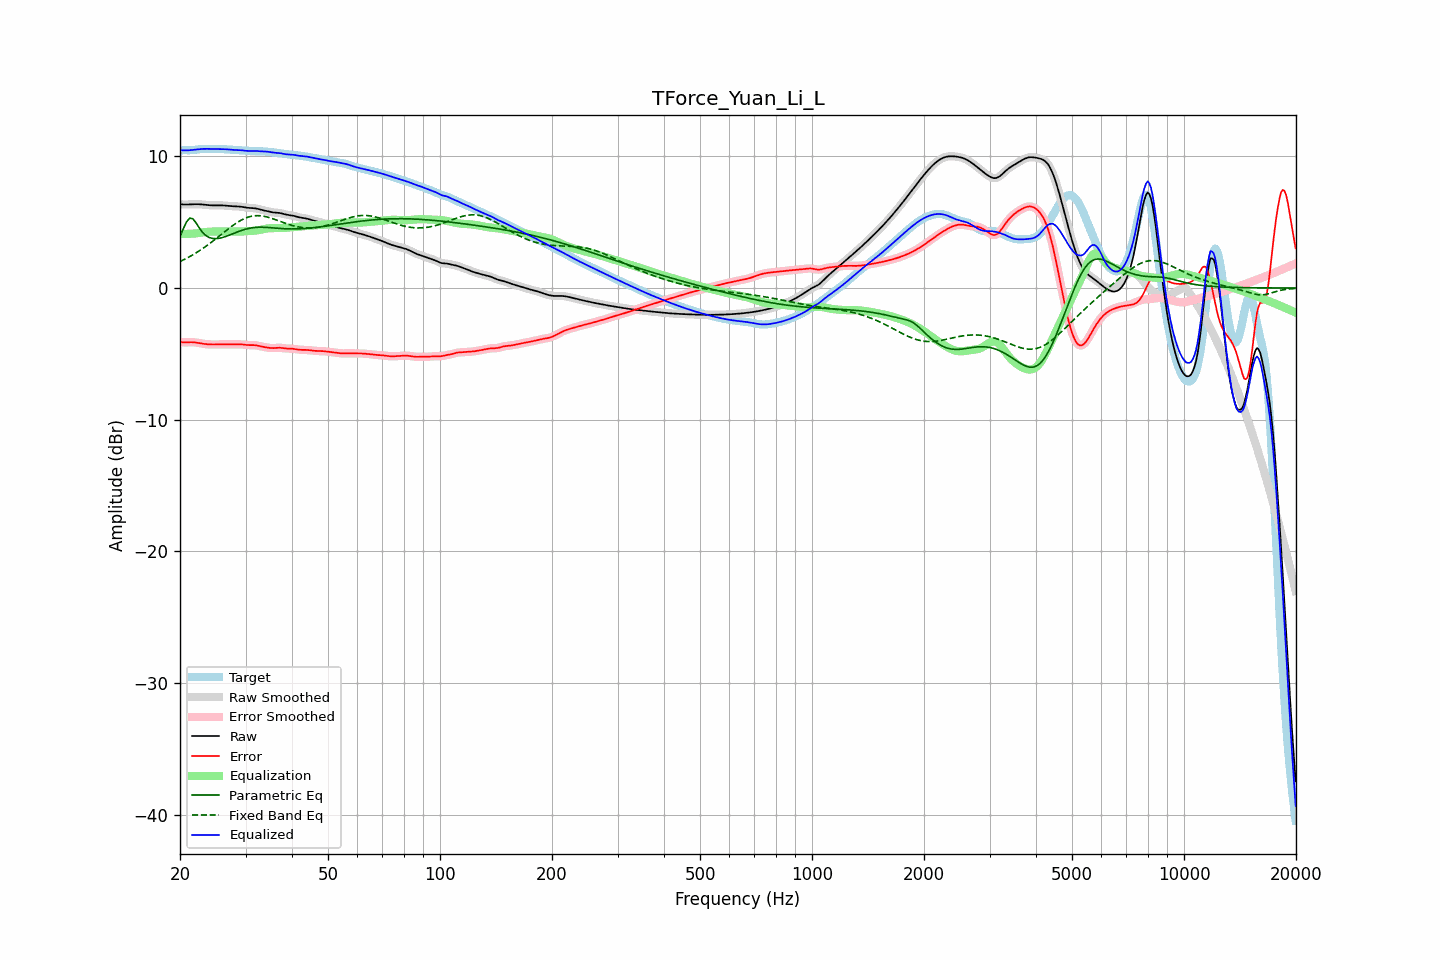 TForce_Yuan_Li_L
10
0
−10
−20
−30
−40
Amplitude (dBr)
Target
Raw Smoothed
Error Smoothed
Raw
Error
Equalization
Parametric Eq
Fixed Band Eq
Equalized
20 50 100 200 500 1000 2000 5000 10000 20000
Frequency (Hz)